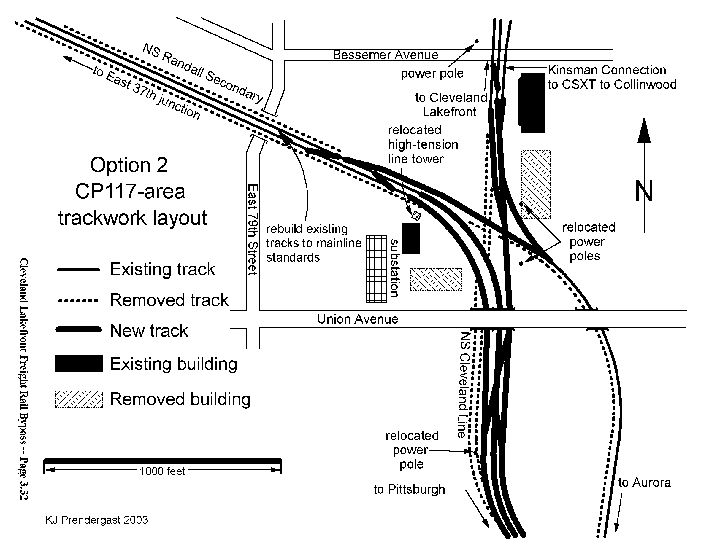 NS Randall Secondary
to East 37th junction
Bessemer Avenue
power pole
to Cleveland
Lakefront
Kinsman Connection
to CSXT to Collinwood
relocated
high-tension
line tower
Option 2
CP117-area
trackwork layout
East 79th Street
rebuild existing
tracks to mainline
standards
substation
relocated
power
poles
N
Existing track
Removed track
New track
Existing building
Removed building
Union Avenue
NS Cleveland Line
relocated
power
pole
to Pittsburgh
to Aurora
1000 feet
KJ Prendergast 2003
Cleveland Lakefront Freight Rail Bypass -- Page 3.32